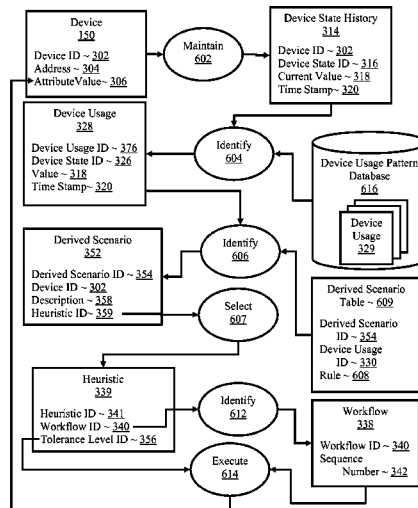 Device
150
Device ID ~ 302
Address ~ 304
AttributeValue~ 306
Maintain
602
Device State History
314
Device ID ~ 302
Device State ID ~ 316
Current Value ~ 318
Time Stamp~ 320
Device Usage
328
Device Usage ID ~ 376
Device State ID ~ 326
Value ~ 318
Time Stamp~ 320
Identify
604
Device Usage Pattern
Database
616
Device
Usage
329
Derived Scenario
352
Derived Scenario ID ~ 354
Device ID ~ 302
Description ~ 358
Heuristic ID ~ 359
Identify
606
Select
607
Derived Scenario
Table ~ 609
Derived Scenario
ID ~ 354
Device Usage
ID ~ 330
Rule ~ 608
Heuristic
339
Heuristic ID ~ 341
Workflow ID ~ 340
Tolerance Level ID ~ 356
Identify
612
Workflow
338
Workflow ID ~ 340
Sequence
Number ~ 342
Execute
614